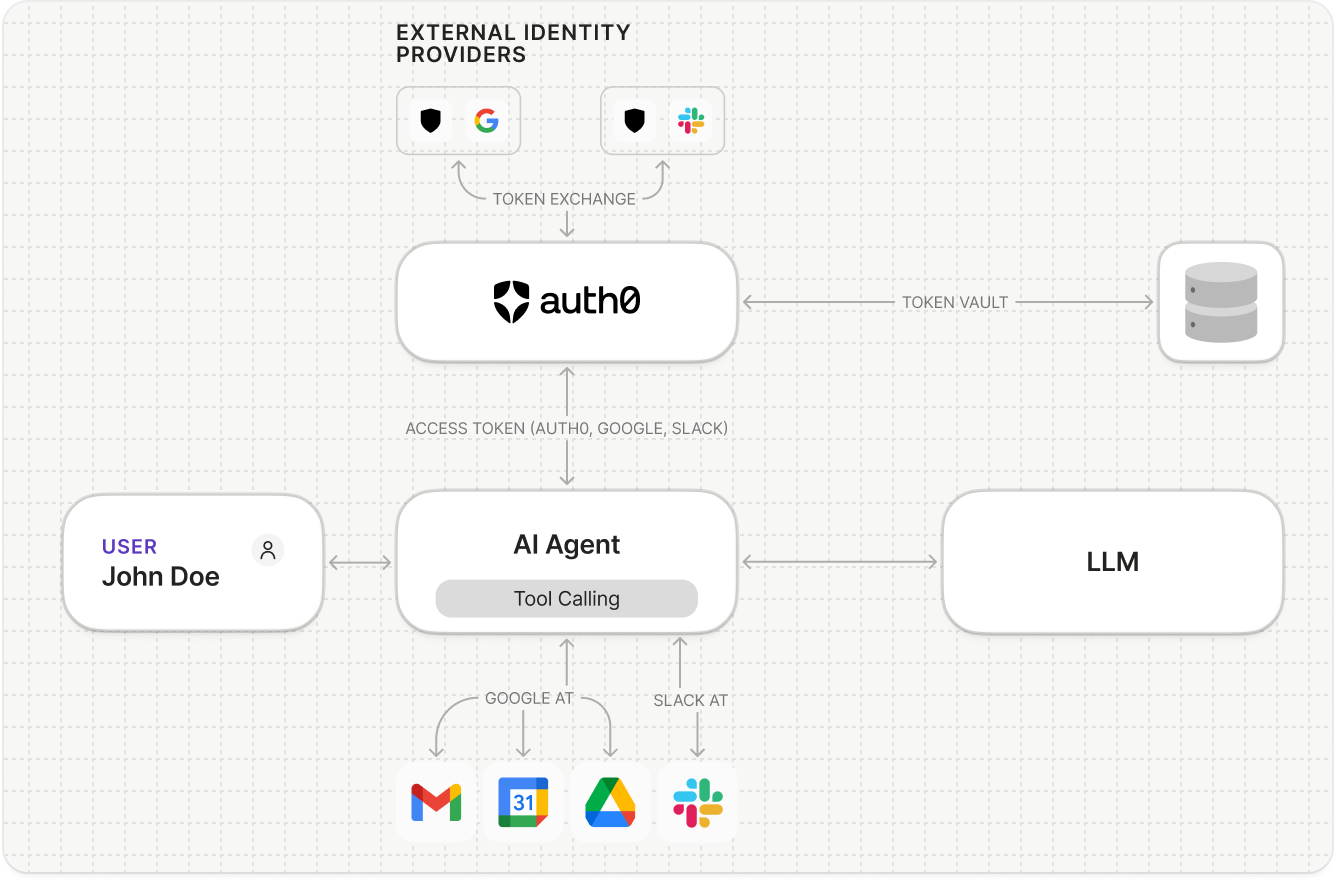 EXTERNAL IDENTITY
PROVIDERS
TOKEN EXCHANGE
auth0
TOKEN VAULT
ACCESS TOKEN (AUTH0, GOOGLE, SLACK)
USER
John Doe
AI Agent
Tool Calling
LLM
GOOGLE AT
SLACK AT
31